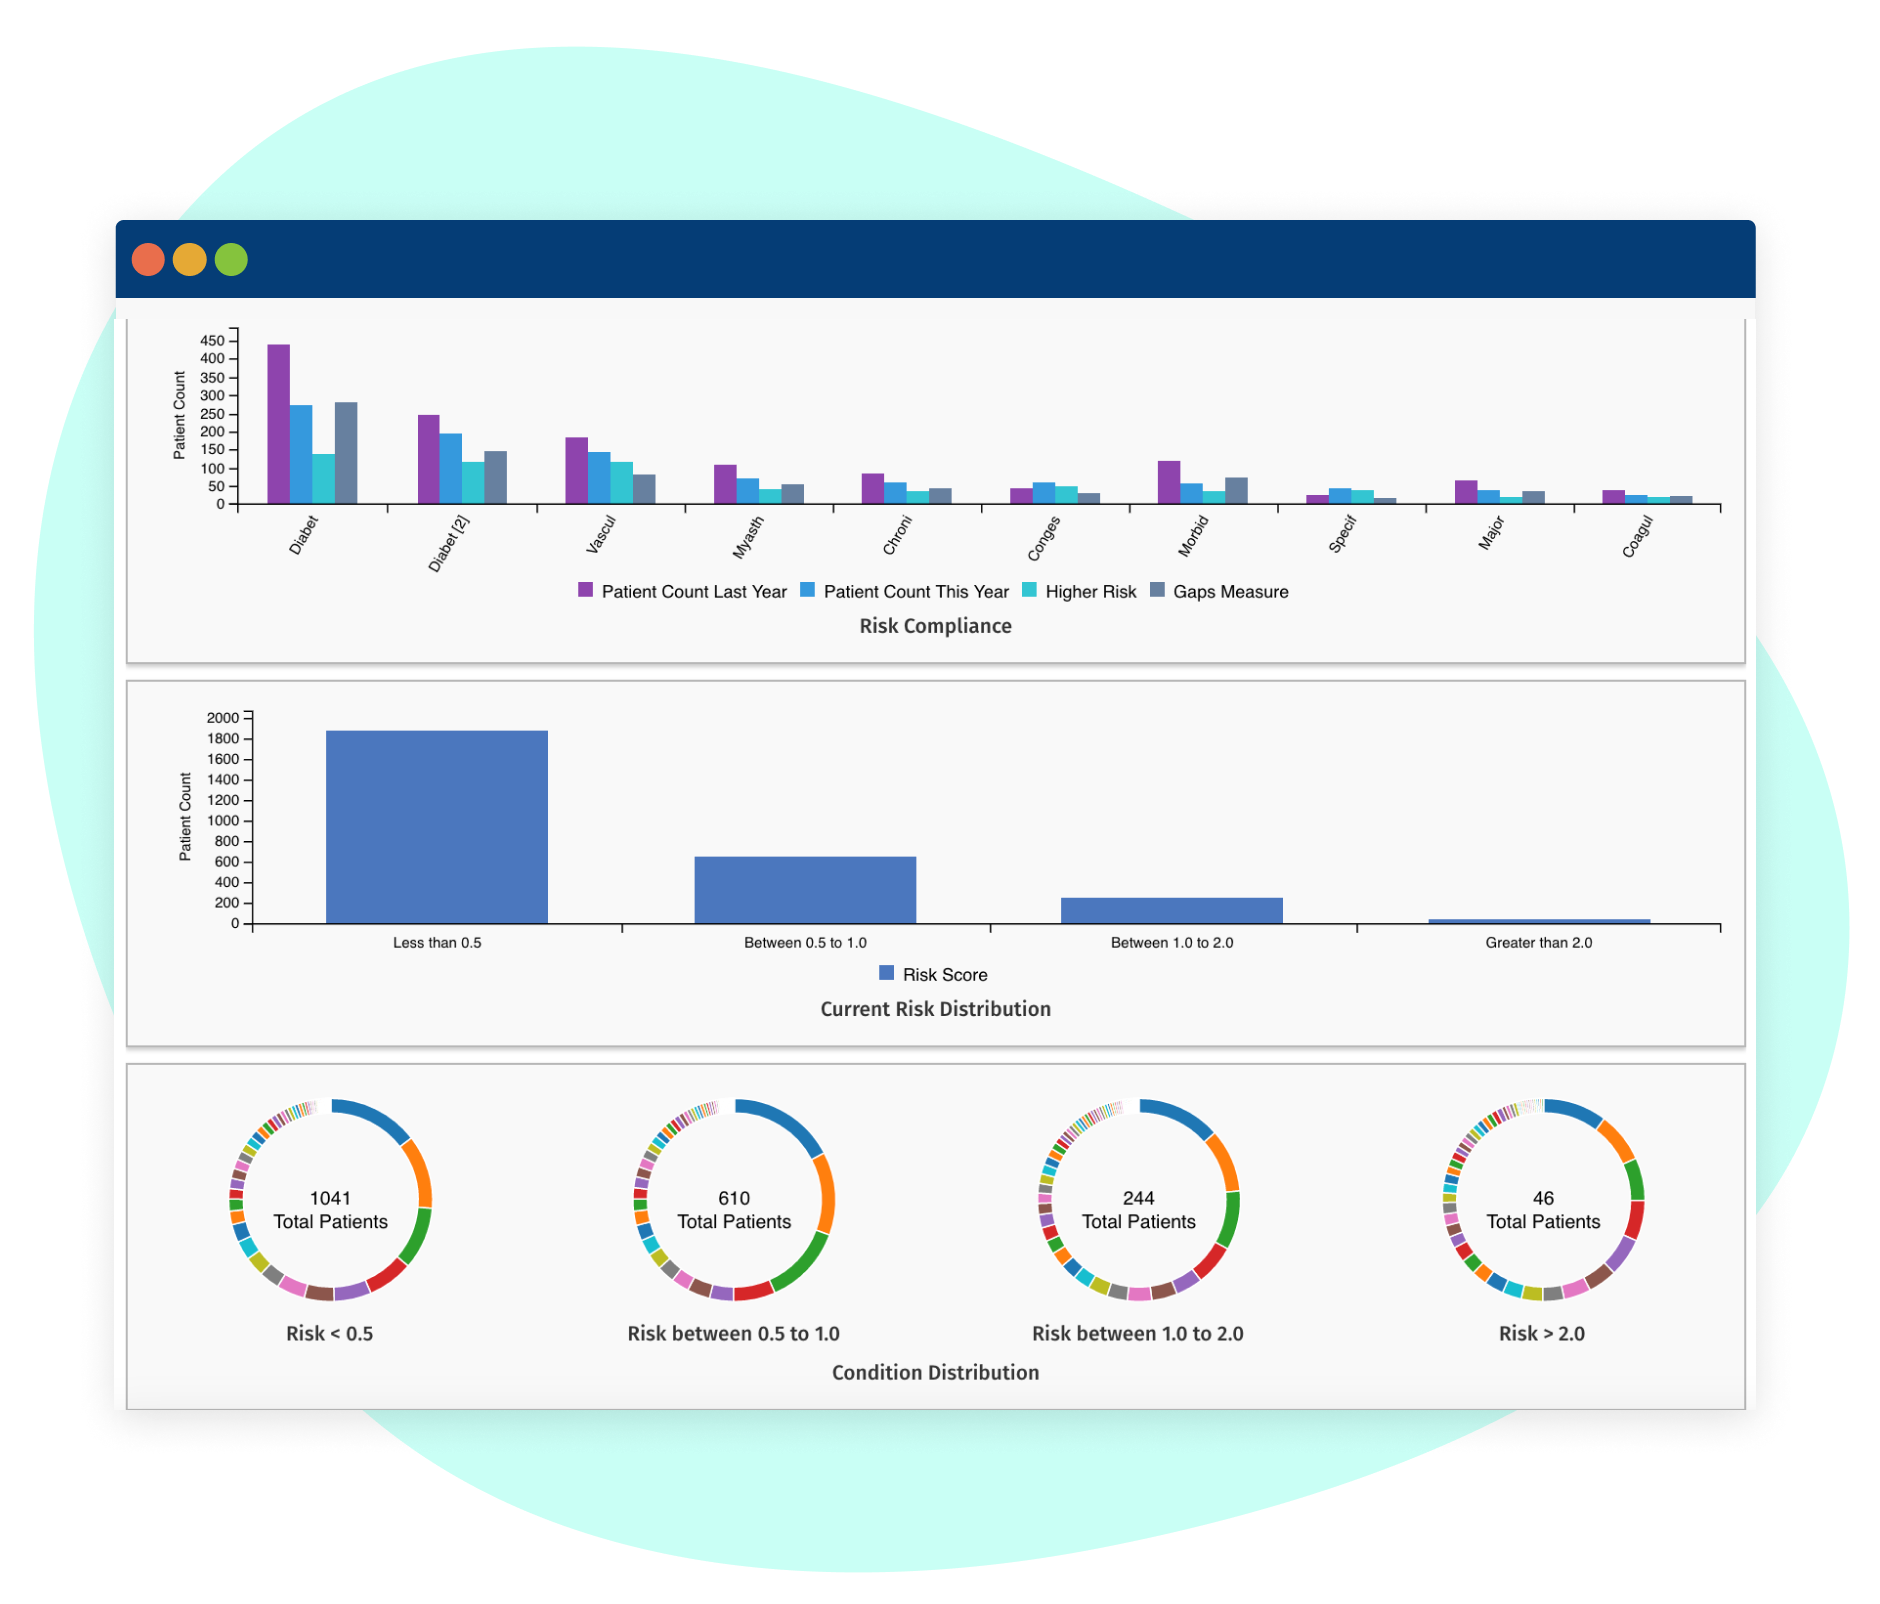 450
400
350
300
250
200
150
100
50
0
Patient Count
Diabet
Diabet [2]
Vascul
Myasth
Chroni
Conges
Morbid
Specif
Major
Coagul
Patient Count Last Year Patient Count This Year Higher Risk Gaps Measure
Risk Compliance
2000
1800
1600
1400
1200
1000
800
600
400
200
0
Patient Count
Less than 0.5 Between 0.5 to 1.0 Between 1.0 to 2.0 Greater than 2.0
Risk Score
Current Risk Distribution
1041
Total Patients
610
Total Patients
244
Total Patients
46
Total Patients
Risk < 0.5 Risk between 0.5 to 1.0 Risk between 1.0 to 2.0 Risk > 2.0
Condition Distribution